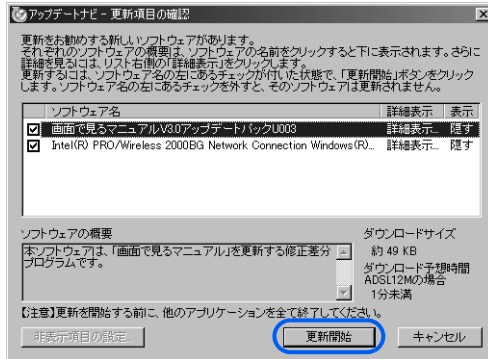 アップデートナビ - 更新項目の確認
更新をお勧めする新しいソフトウェアがあります。
それぞれのソフトウェアの概要は、ソフトウェアの名前をクリックすると下に表示されます。さらに
詳細を見るには、リスト右側の「詳細表示」をクリックします。
更新するには、ソフトウェア名の左にあるチェックが付いた状態で、「更新開始」ボタンをクリック
します。ソフトウェア名の左にあるチェックを外すと、そのソフトウェアは更新されません。
ソフトウェア名 詳細表示 表示
画面で見るマニュアルV3.0アップデートパックU003 詳細表示... 隠す
Intel(R) PRO/Wireless 2000BG Network Connection Windows(R)... 詳細表示... 隠す
ソフトウェアの概要
本ソフトウェアは、「画面で見るマニュアル」を更新する修正差分
プログラムです。
ダウンロードサイズ
約 49 KB
ダウンロード予想時間
ADSL12Mの場合
1分未満
【注意】更新を開始する前に、他のアプリケーションを全て終了してください。
非表示項目の設定... 更新開始 キャンセル